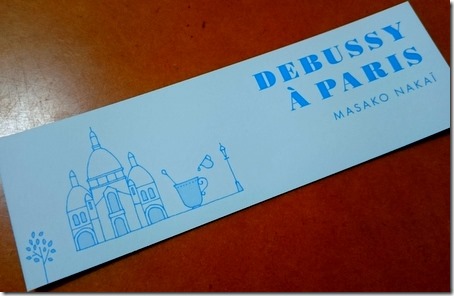 DEBUSSY
À PARIS
MASAKO NAKAÏ